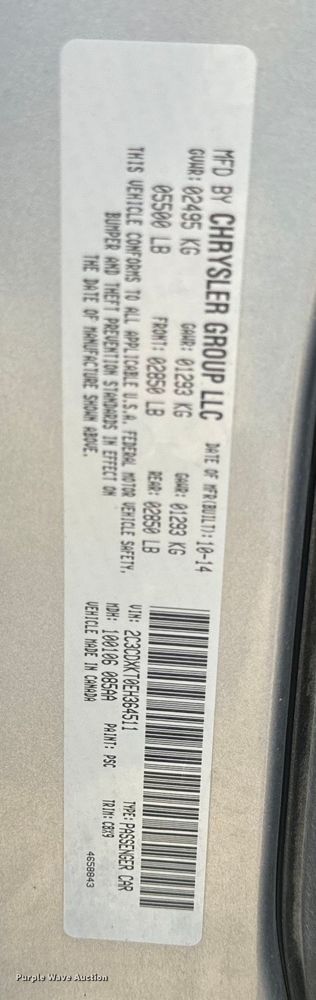 MFD BY CHRYSLER GROUP LLC DATE OF MFR(BUILT): 10-14
GVWR: 02495 KG GAWR: 01293 KG GAWR: 01293 KG
05500 LB FRONT: 02850 LB REAR: 02850 LB
THIS VEHICLE CONFORMS TO ALL APPLICABLE U.S.A. FEDERAL MOTOR VEHICLE SAFETY,
BUMPER AND THEFT PREVENTION STANDARDS IN EFFECT ON
THE DATE OF MANUFACTURE SHOWN ABOVE.
VIN: 2C3CDXKT0EH364511 TYPE: PASSENGER CAR
MDH: 100106 085AA PAINT: PSC TRIM: CBX9
VEHICLE MADE IN CANADA 4658843
Purple Wave Auction